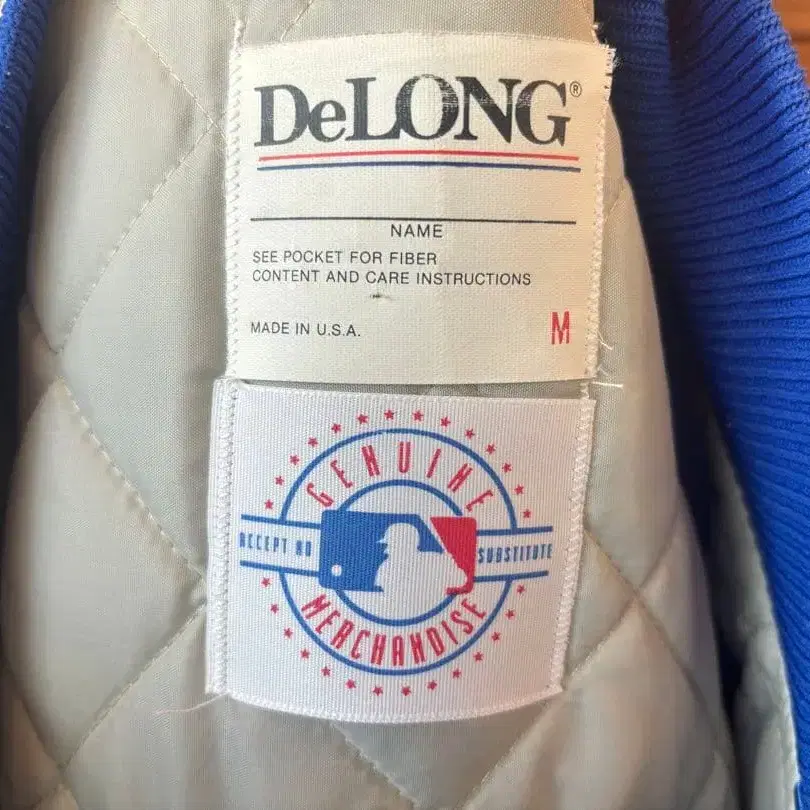 DeLONG®
NAME
SEE POCKET FOR FIBER
CONTENT AND CARE INSTRUCTIONS
MADE IN U.S.A.
M
GENUINE
ACCEPT NO
SUBSTITUTE
MERCHANDISE